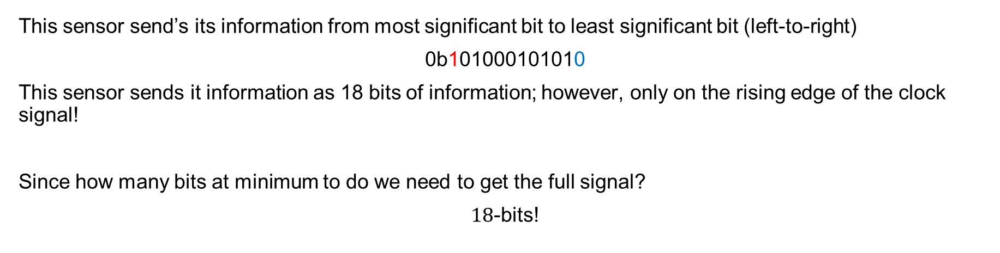 This sensor send’s its information from most significant bit to least significant bit (left-to-right)
0b101000101010
This sensor sends it information as 18 bits of information; however, only on the rising edge of the clock
signal!
Since how many bits at minimum to do we need to get the full signal?
18-bits!